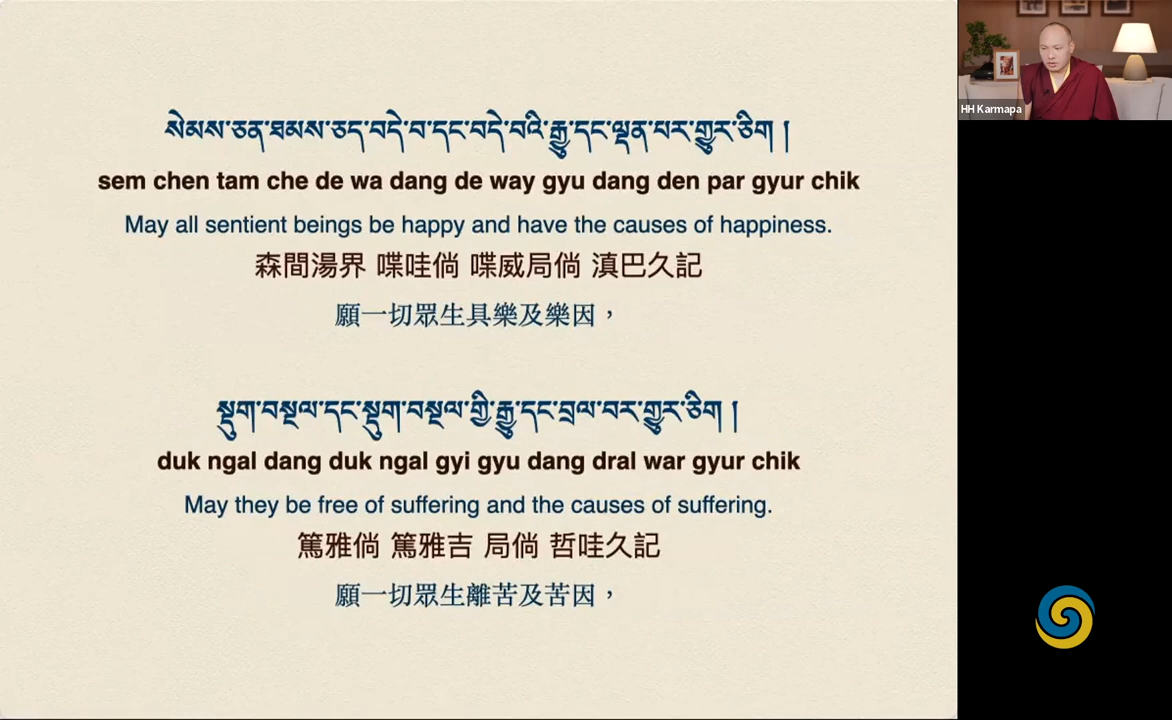 སེམས་ཅན་ཐམས་ཅད་བདེ་བ་དང་བདེ་བའི་རྒྱུ་དང་ལྡན་པར་གྱུར་ཅིག །
sem chen tam che de wa dang de way gyu dang den par gyur chik
May all sentient beings be happy and have the causes of happiness.
森間湯界 喋哇倘 喋威局倘 滇巴久記
願一切眾生具樂及樂因，
སྡུག་བསྔལ་དང་སྡུག་བསྔལ་གྱི་རྒྱུ་དང་བྲལ་བར་གྱུར་ཅིག །
duk ngal dang duk ngal gyi gyu dang dral war gyur chik
May they be free of suffering and the causes of suffering.
篤雅倘 篤雅吉 局倘 哲哇久記
願一切眾生離苦及苦因，
HH Karmapa